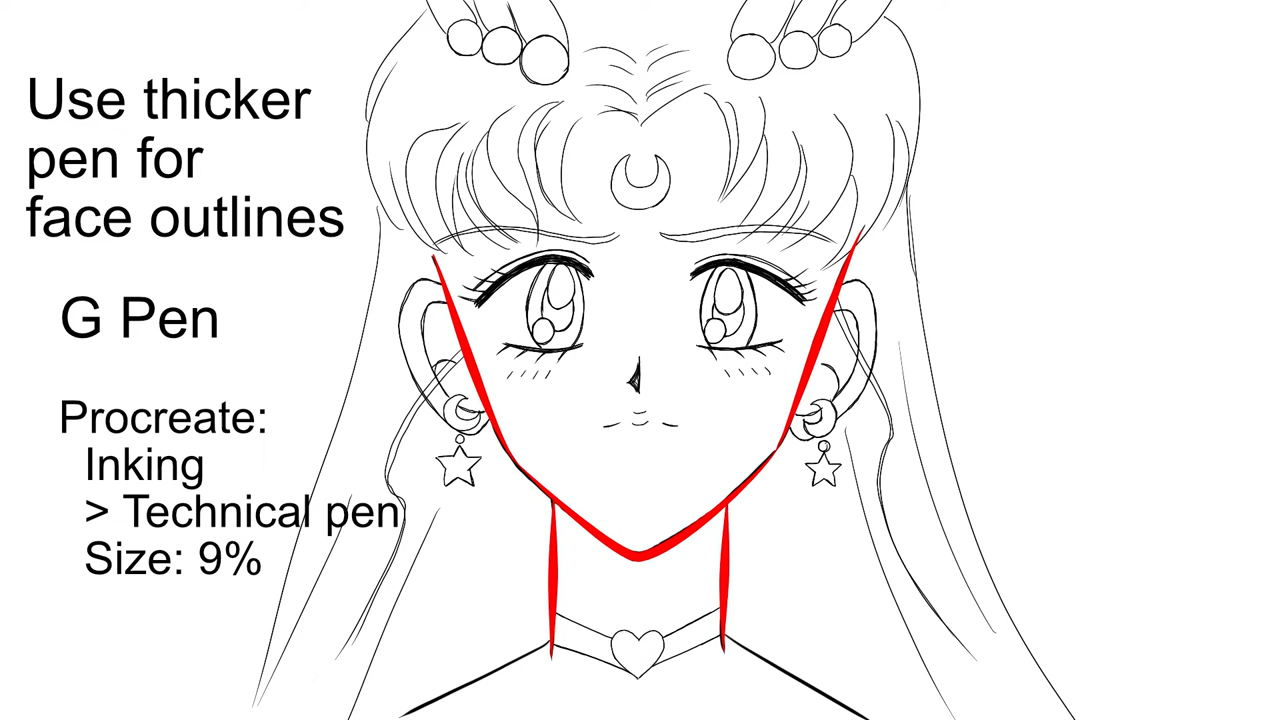 Use thicker
pen for
face outlines
G Pen
Procreate:
Inking
> Technical pen
Size: 9%